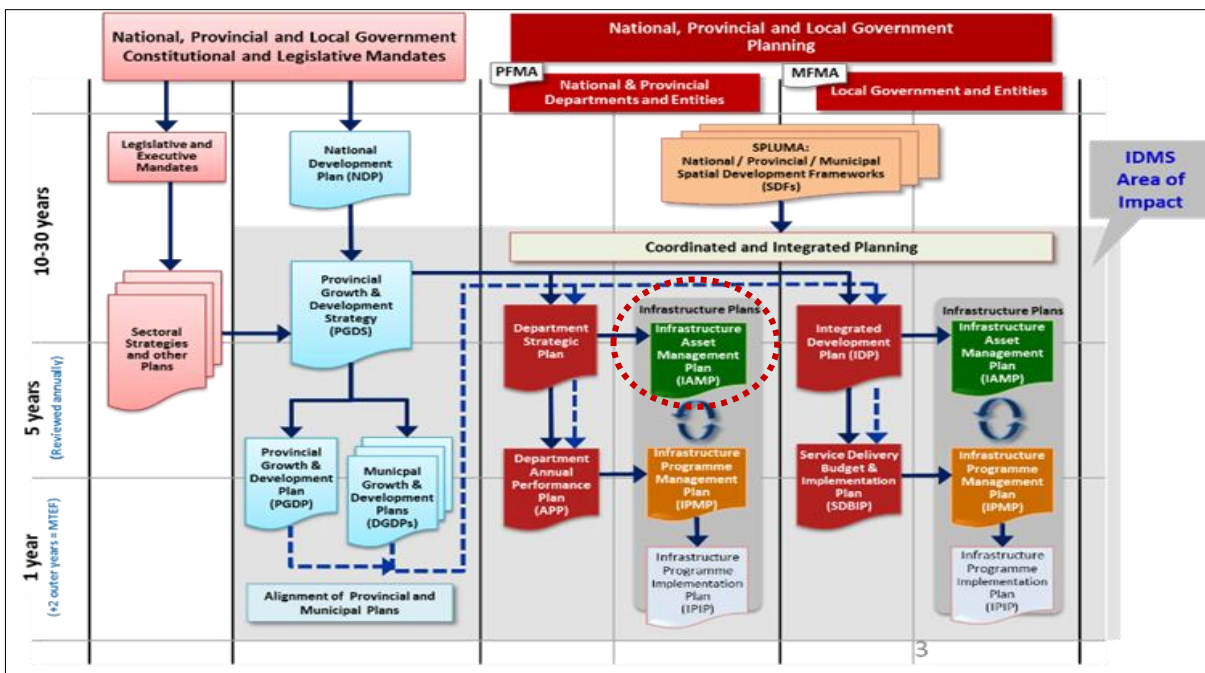 National, Provincial and Local Government
Constitutional and Legislative Mandates
National, Provincial and Local Government
Planning
PFMA
National & Provincial
Departments and Entities
MFMA
Local Government and Entities
Legislative and
Executive
Mandates
National
Development
Plan (NDP)
SPLUMA:
National / Provincial / Municipal
Spatial Development Frameworks
(SDFs)
IDMS
Area of
Impact
10-30 years
Coordinated and Integrated Planning
Provincial
Growth &
Development
Strategy
(PGDS)
Sectoral
Strategies
and other
Plans
Department
Strategic
Plan
Infrastructure Plans
Infrastructure
Asset
Management
Plan
(IAMP)
Integrated
Development
Plan (IDP)
Infrastructure Plans
Infrastructure
Asset
Management
Plan
(IAMP)
5 years
(Reviewed annually)
Provincial
Growth &
Development
Plan
(PGDP)
Municpal
Growth &
Development
Plans
(DGDPs)
Department
Annual
Performance
Plan
(APP)
Infrastructure
Programme
Management
Plan
(IPMP)
Service Delivery
Budget &
Implementation
Plan
(SDBIP)
Infrastructure
Programme
Management
Plan
(IPMP)
1 year
(+2 outer years = MTEF)
Infrastructure
Programme
Implementation
Plan
(IPIP)
Infrastructure
Programme
Implementation
Plan
(IPIP)
Alignment of Provincial and
Municipal Plans
3